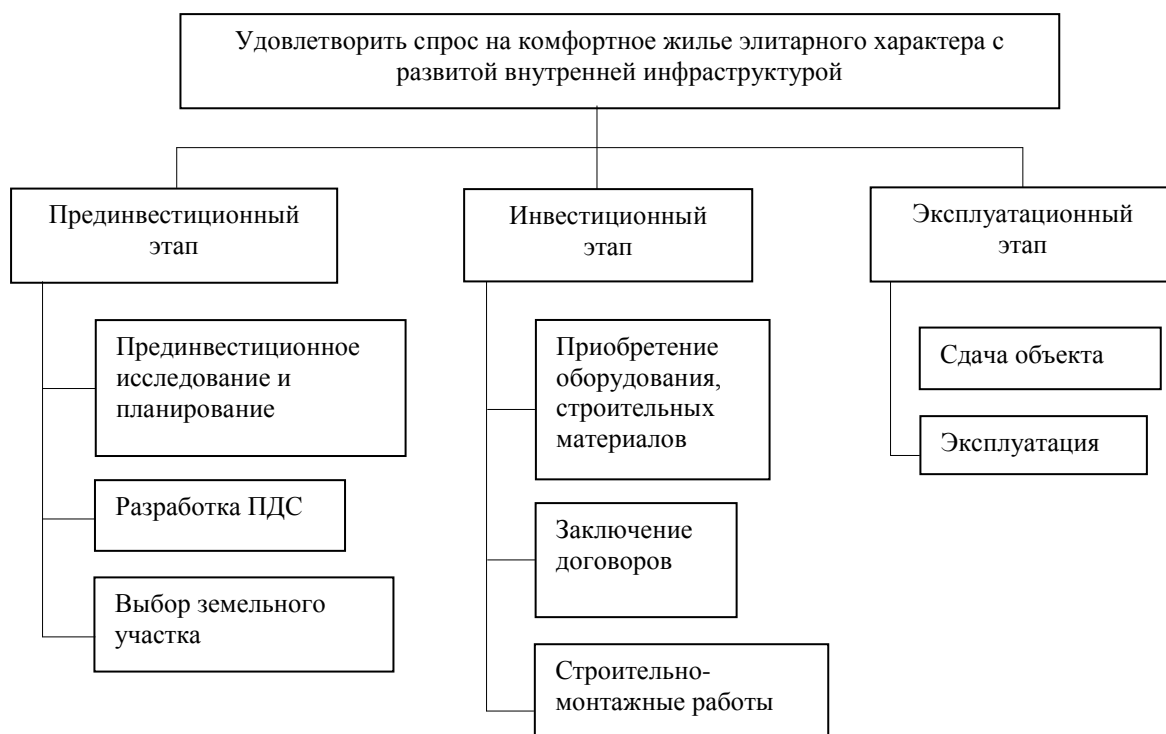 Удовлетворить спрос на комфортное жилье элитарного характера с
развитой внутренней инфраструктурой
Прединвестиционный
этап
Прединвестиционное
исследование и
планирование
Разработка ПДС
Выбор земельного
участка
Инвестиционный
этап
Приобретение
оборудования,
строительных
материалов
Заключение
договоров
Строительно-
монтажные работы
Эксплуатационный
этап
Сдача объекта
Эксплуатация